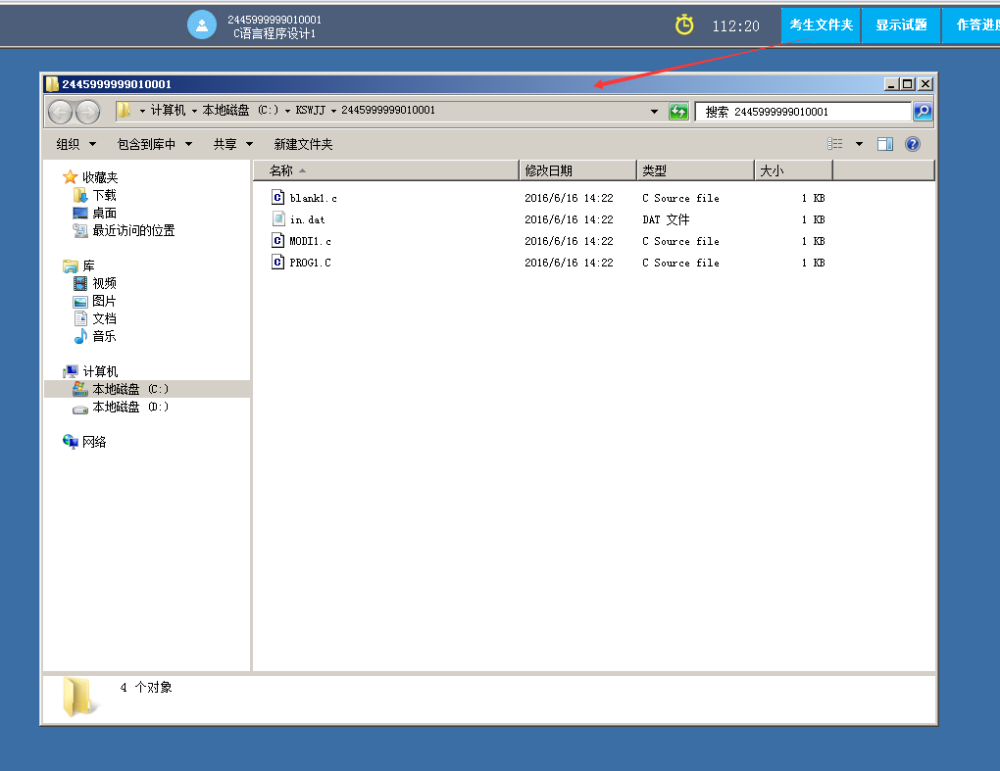 2445999999010001
C语言程序设计1
112:20
考生文件夹
显示试题
作答进
2445999999010001
计算机 本地磁盘 (C:) KSWJJ 2445999999010001
搜索 2445999999010001
组织 包含到库中 共享 新建文件夹
名称 修改日期 类型 大小
收藏夹
下载
桌面
最近访问的位置
库
视频
图片
文档
音乐
计算机
本地磁盘 (C:)
本地磁盘 (D:)
网络
blank1.c 2016/6/16 14:22 C Source file 1 KB
in.dat 2016/6/16 14:22 DAT 文件 1 KB
MODI1.c 2016/6/16 14:22 C Source file 1 KB
PROG1.C 2016/6/16 14:22 C Source file 1 KB
4 个对象